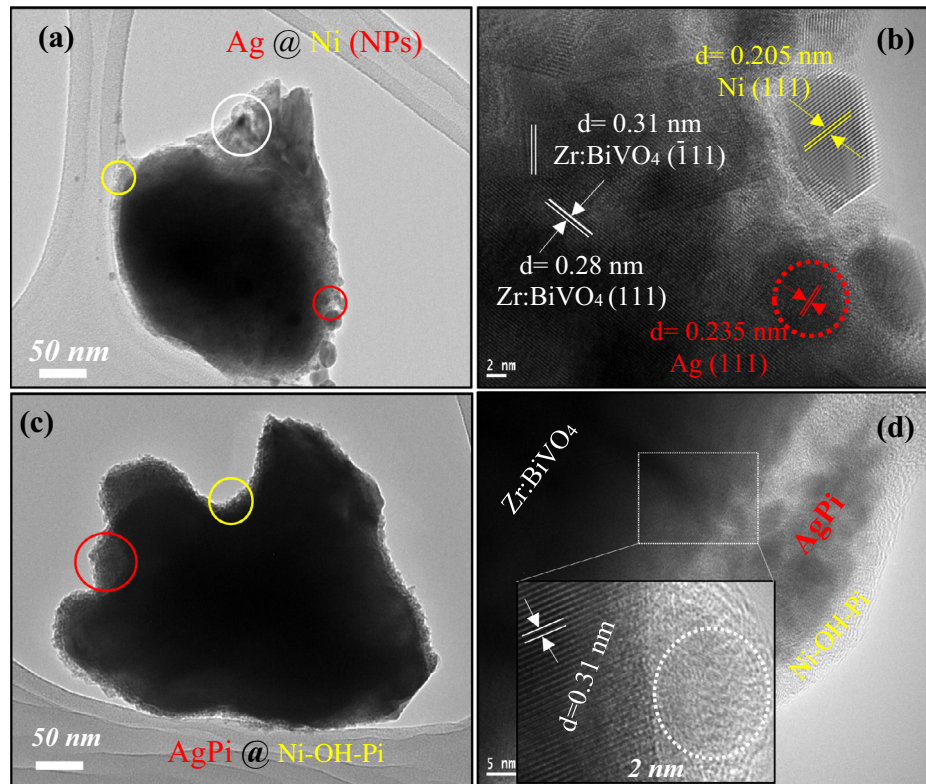 (a)
Ag @ Ni (NPs)
50 nm
(b)
d= 0.205 nm
Ni (111)
d= 0.31 nm
Zr:BiVO₄ (1̄11)
d= 0.28 nm
Zr:BiVO₄ (111)
d= 0.235 nm
Ag (111)
2 nm
(c)
50 nm
AgPi @ Ni-OH-Pi
(d)
Zr:BiVO₄
AgPi
Ni-OH-Pi
d=0.31 nm
2 nm
5 nm